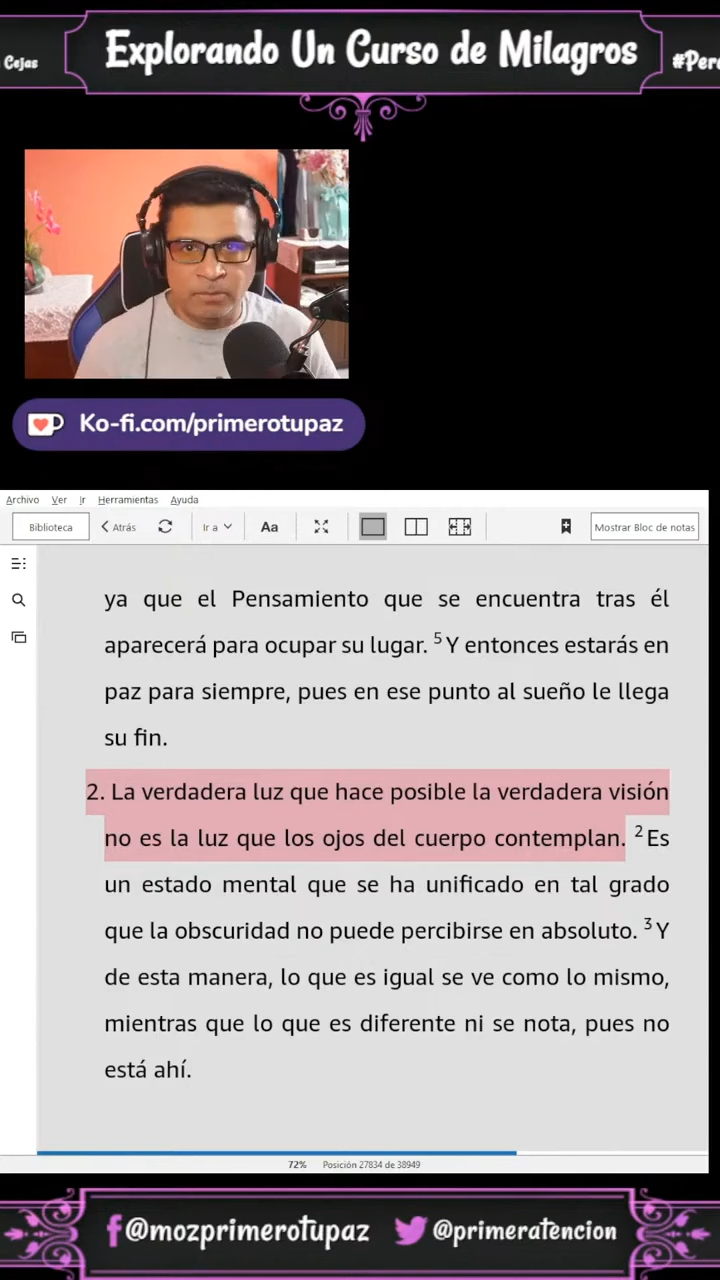 Explorando Un Curso de Milagros
Cejas
Ko-fi.com/primerotupaz
Archivo Ver Ir Herramientas Ayuda
Biblioteca Atrás Ir a Aa Mostrar Bloc de notas
ya que el Pensamiento que se encuentra tras él
aparecerá para ocupar su lugar. ⁵ Y entonces estarás en
paz para siempre, pues en ese punto al sueño le llega
su fin.
2. La verdadera luz que hace posible la verdadera visión
no es la luz que los ojos del cuerpo contemplan. ² Es
un estado mental que se ha unificado en tal grado
que la obscuridad no puede percibirse en absoluto. ³ Y
de esta manera, lo que es igual se ve como lo mismo,
mientras que lo que es diferente ni se nota, pues no
está ahí.
72% Posición 27834 de 38949
@mozprimerotupaz @primeratencion